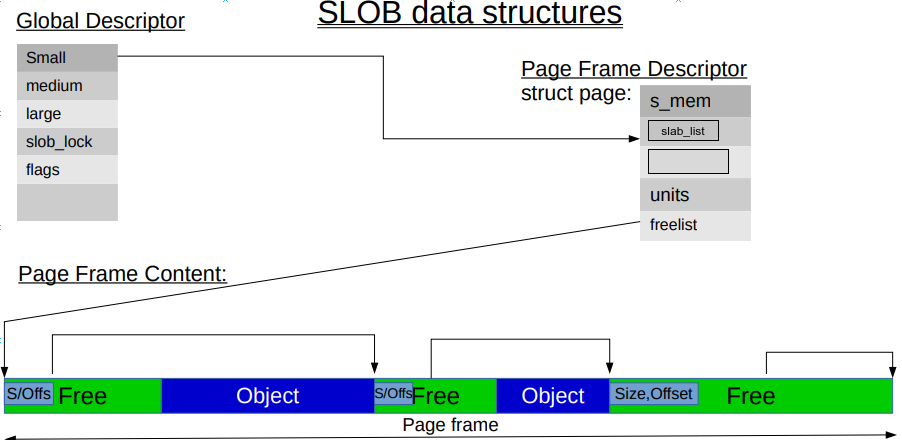 SLOB data structures
Global Descriptor
Small
medium
large
slob_lock
flags
Page Frame Descriptor
struct page:
s_mem
slab_list
units
freelist
Page Frame Content:
S/Offs Free Object S/Offs Free Object Size,Offset Free
Page frame